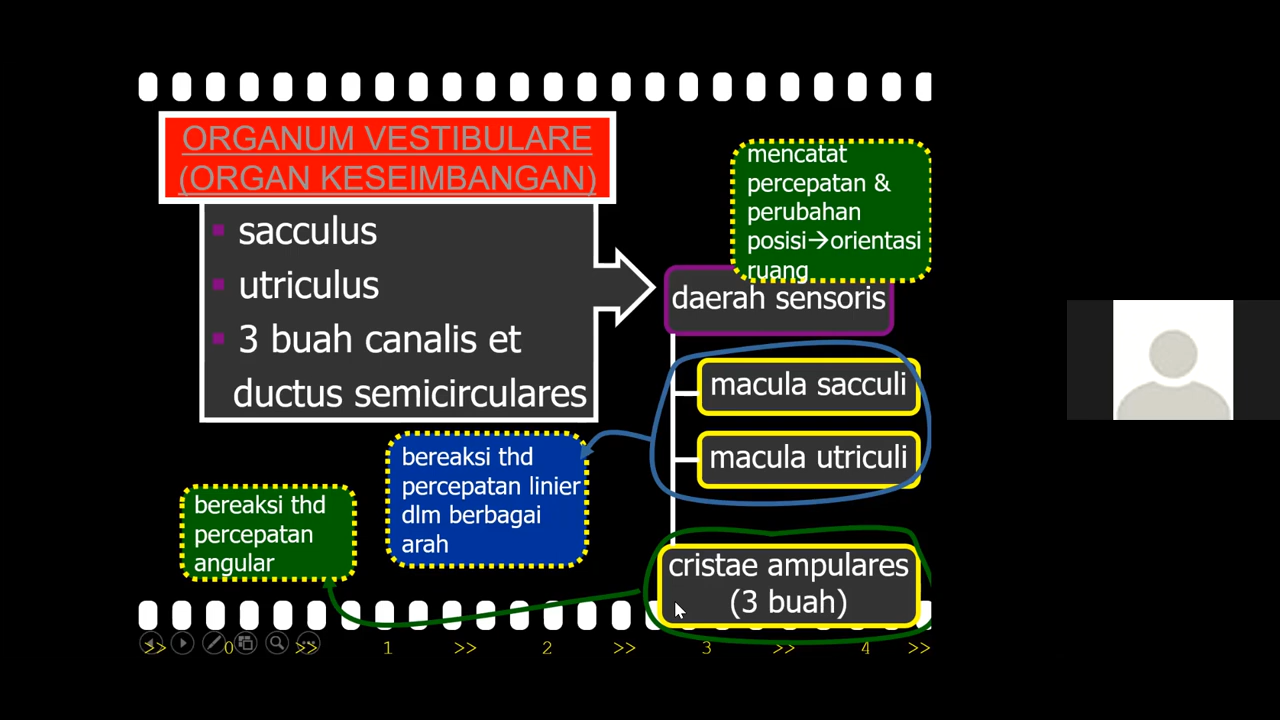 ORGANUM VESTIBULARE
(ORGAN KESEIMBANGAN)
sacculus
utriculus
3 buah canalis et
ductus semicirculares
mencatat
percepatan &
perubahan
posisi→orientasi
ruang
daerah sensoris
macula sacculi
macula utriculi
cristae ampulares
(3 buah)
bereaksi thd
percepatan linier
dlm berbagai
arah
bereaksi thd
percepatan
angular
>> 0 >> 1 >> 2 >> 3 >> 4 >>